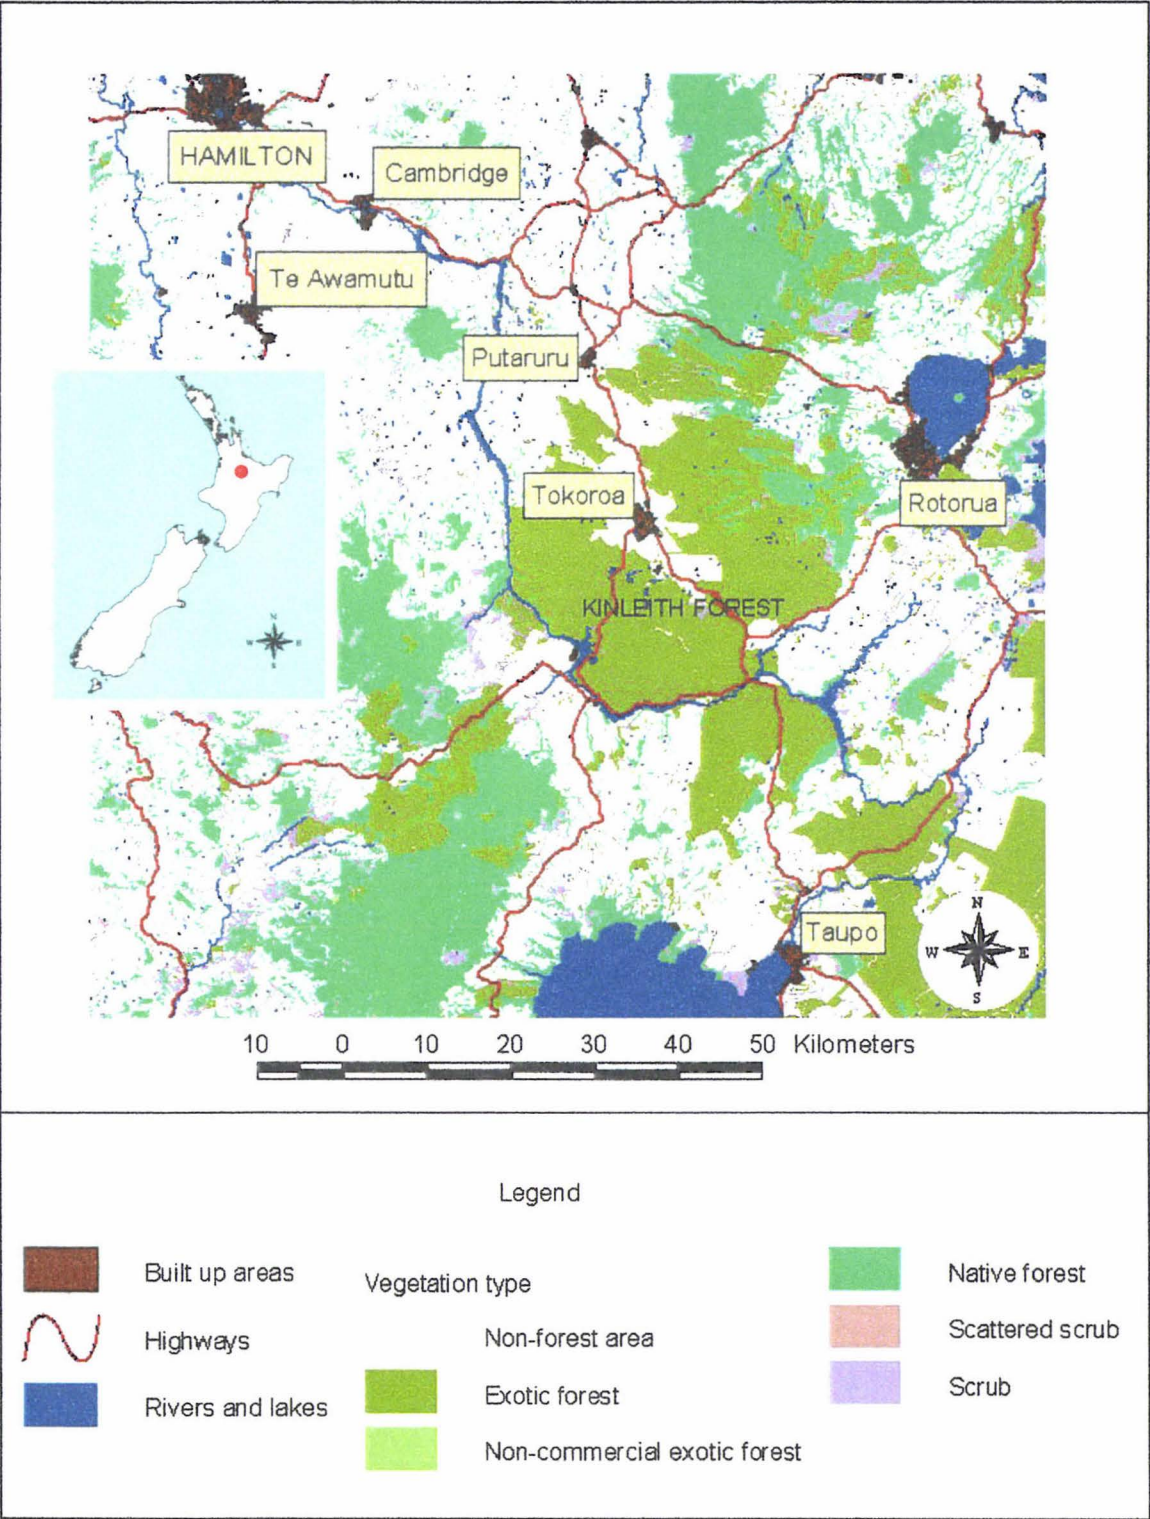 HAMILTON
Cambridge
Te Awamutu
Putaruru
Tokoroa
Rotorua
KINLEITH FOREST
N
W E
S
Taupo
N
W E
S
10 0 10 20 30 40 50 Kilometers
Legend
Built up areas
Highways
Rivers and lakes
Vegetation type
Non-forest area
Exotic forest
Non-commercial exotic forest
Native forest
Scattered scrub
Scrub